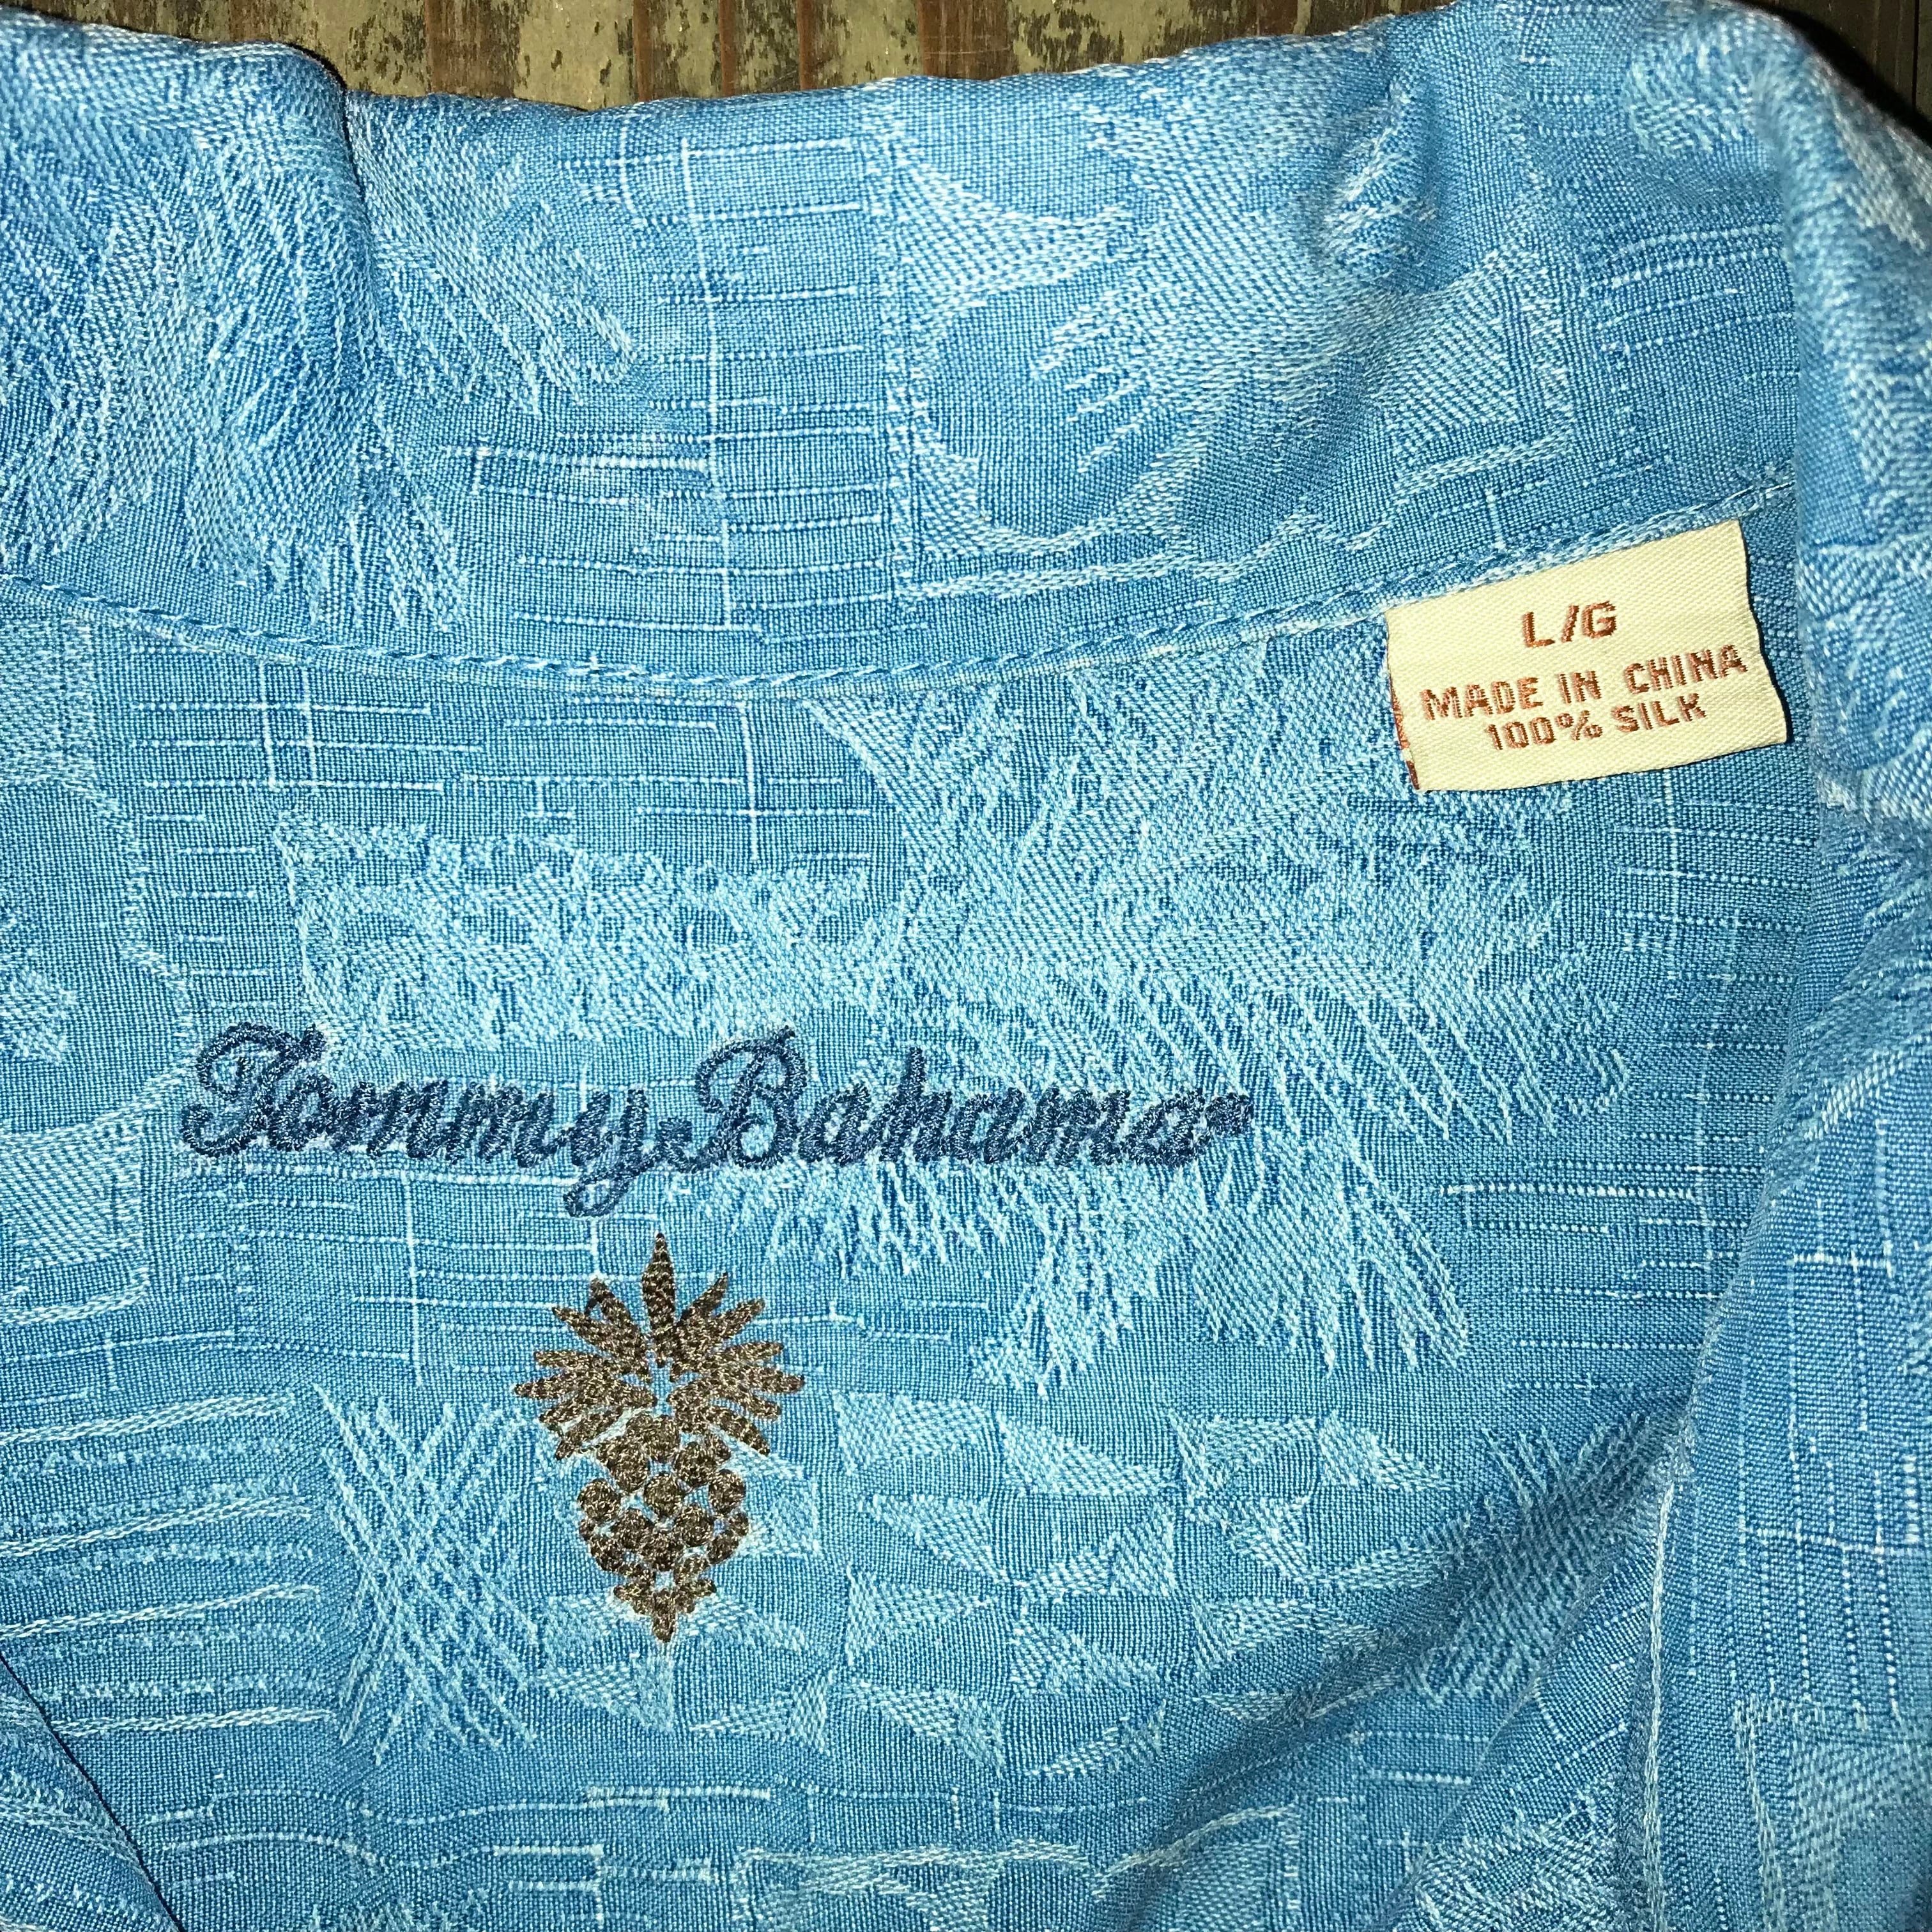 L/G
MADE IN CHINA
100% SILK
Tommy Bahama